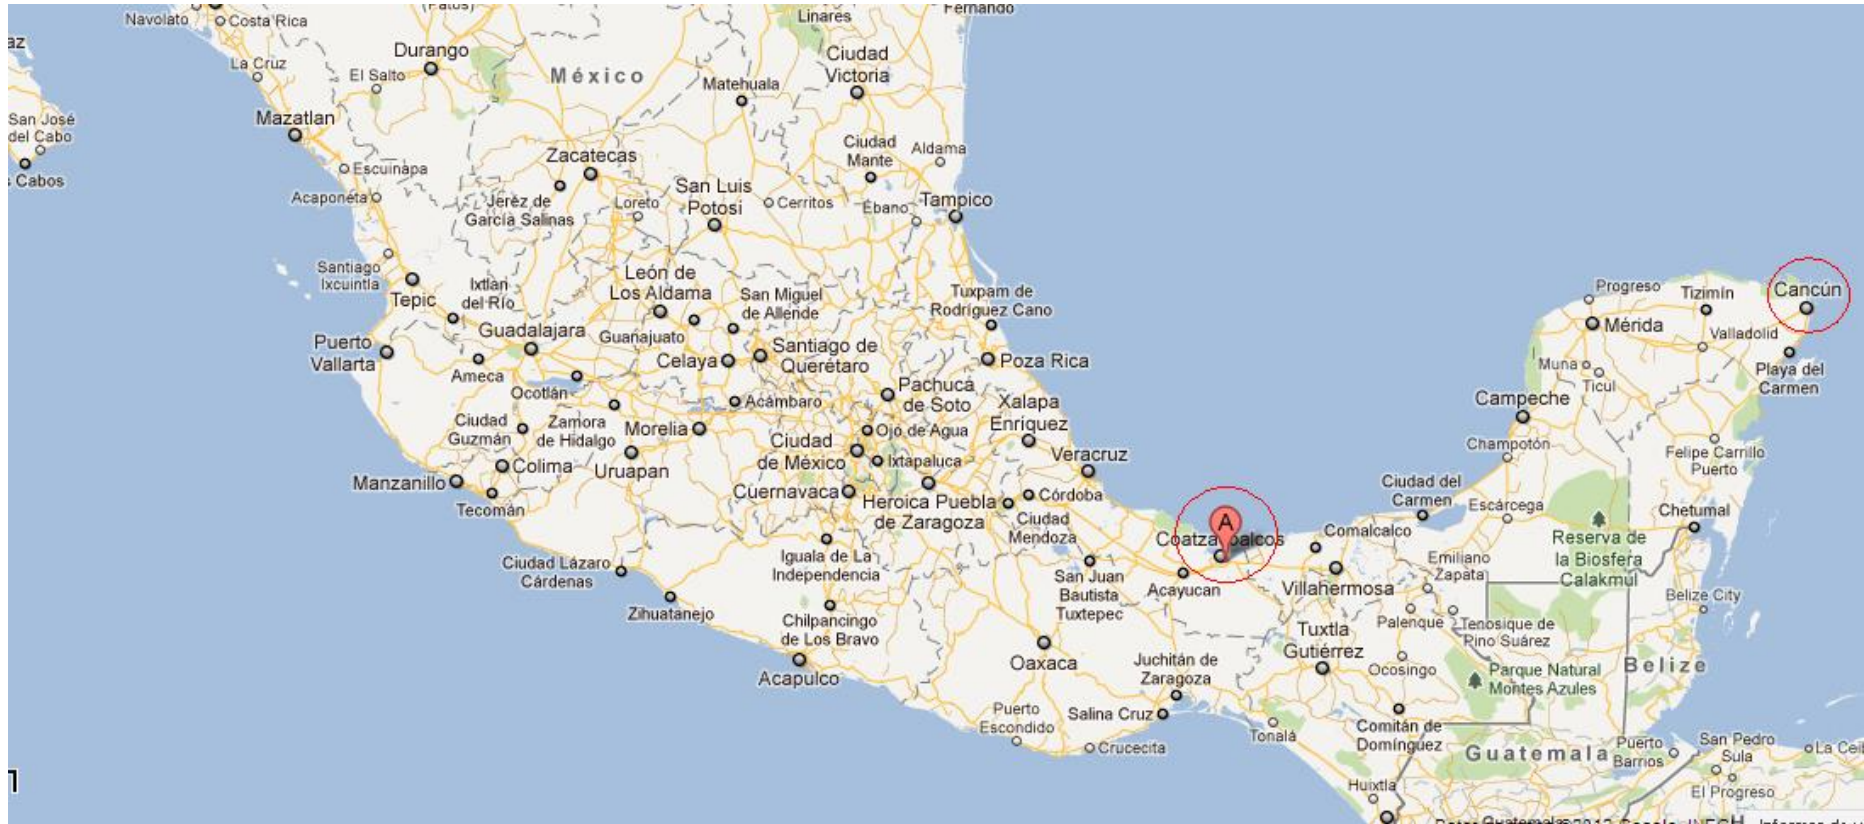 Navolato
Costa Rica
(Patos)
Linares
Fernando
az
La Cruz
Durango
El Salto
México
Matehuala
Ciudad
Victoria
San José
del Cabo
Cabos
Mazatlan
Escuinapa
Acaponeta
Zacatecas
Jeréz de
García Salinas
Loreto
San Luis
Potosi
Cerritos
Ciudad
Mante
Aldama
Ébano
Tampico
Santiago
Ixcuintla
Tepic
Ixtlan
del Río
León de
Los Aldama
San Miguel
de Allende
Tuxpam de
Rodríguez Cano
Progreso
Tizimín
Cancún
Puerto
Vallarta
Guadalajara
Guanajuato
Celaya
Santiago de
Querétaro
Poza Rica
Mérida
Valladolid
Ameca
Ocotlán
Acámbaro
Pachuca
de Soto
Muna
Ticul
Playa del
Carmen
Ciudad
Guzmán
Zamora
de Hidalgo
Morelia
Ciudad
de México
Ojo de Agua
Xalapa
Enríquez
Campeche
Champotón
Felipe Carrillo
Puerto
Manzanillo
Colima
Tecomán
Uruapan
Cuernavaca
Ixtapaluca
Heroica Puebla
de Zaragoza
Córdoba
Veracruz
Ciudad
Mendoza
Ciudad del
Carmen
Escárcega
Chetumal
Ciudad Lázaro
Cárdenas
Iguala de La
Independencia
San Juan
Bautista
Tuxtepec
A
Acayucan
Comalcalco
Villahermosa
Emiliano
Zapata
Reserva de
la Biosfera
Calakmul
Zihuatanejo
Chilpancingo
de Los Bravo
Acapulco
Oaxaca
Juchitán de
Zaragoza
Tuxtla
Gutiérrez
Palenque
Tenosique de
Pino Suárez
Belize City
Ocosingo
Parque Natural
Montes Azules
Belize
Puerto
Escondido
Salina Cruz
Crucecita
Tonalá
Comitán de
Domínguez
Guatemala
Puerto
Barrios
San Pedro
Sula
El Progreso
Huixtla